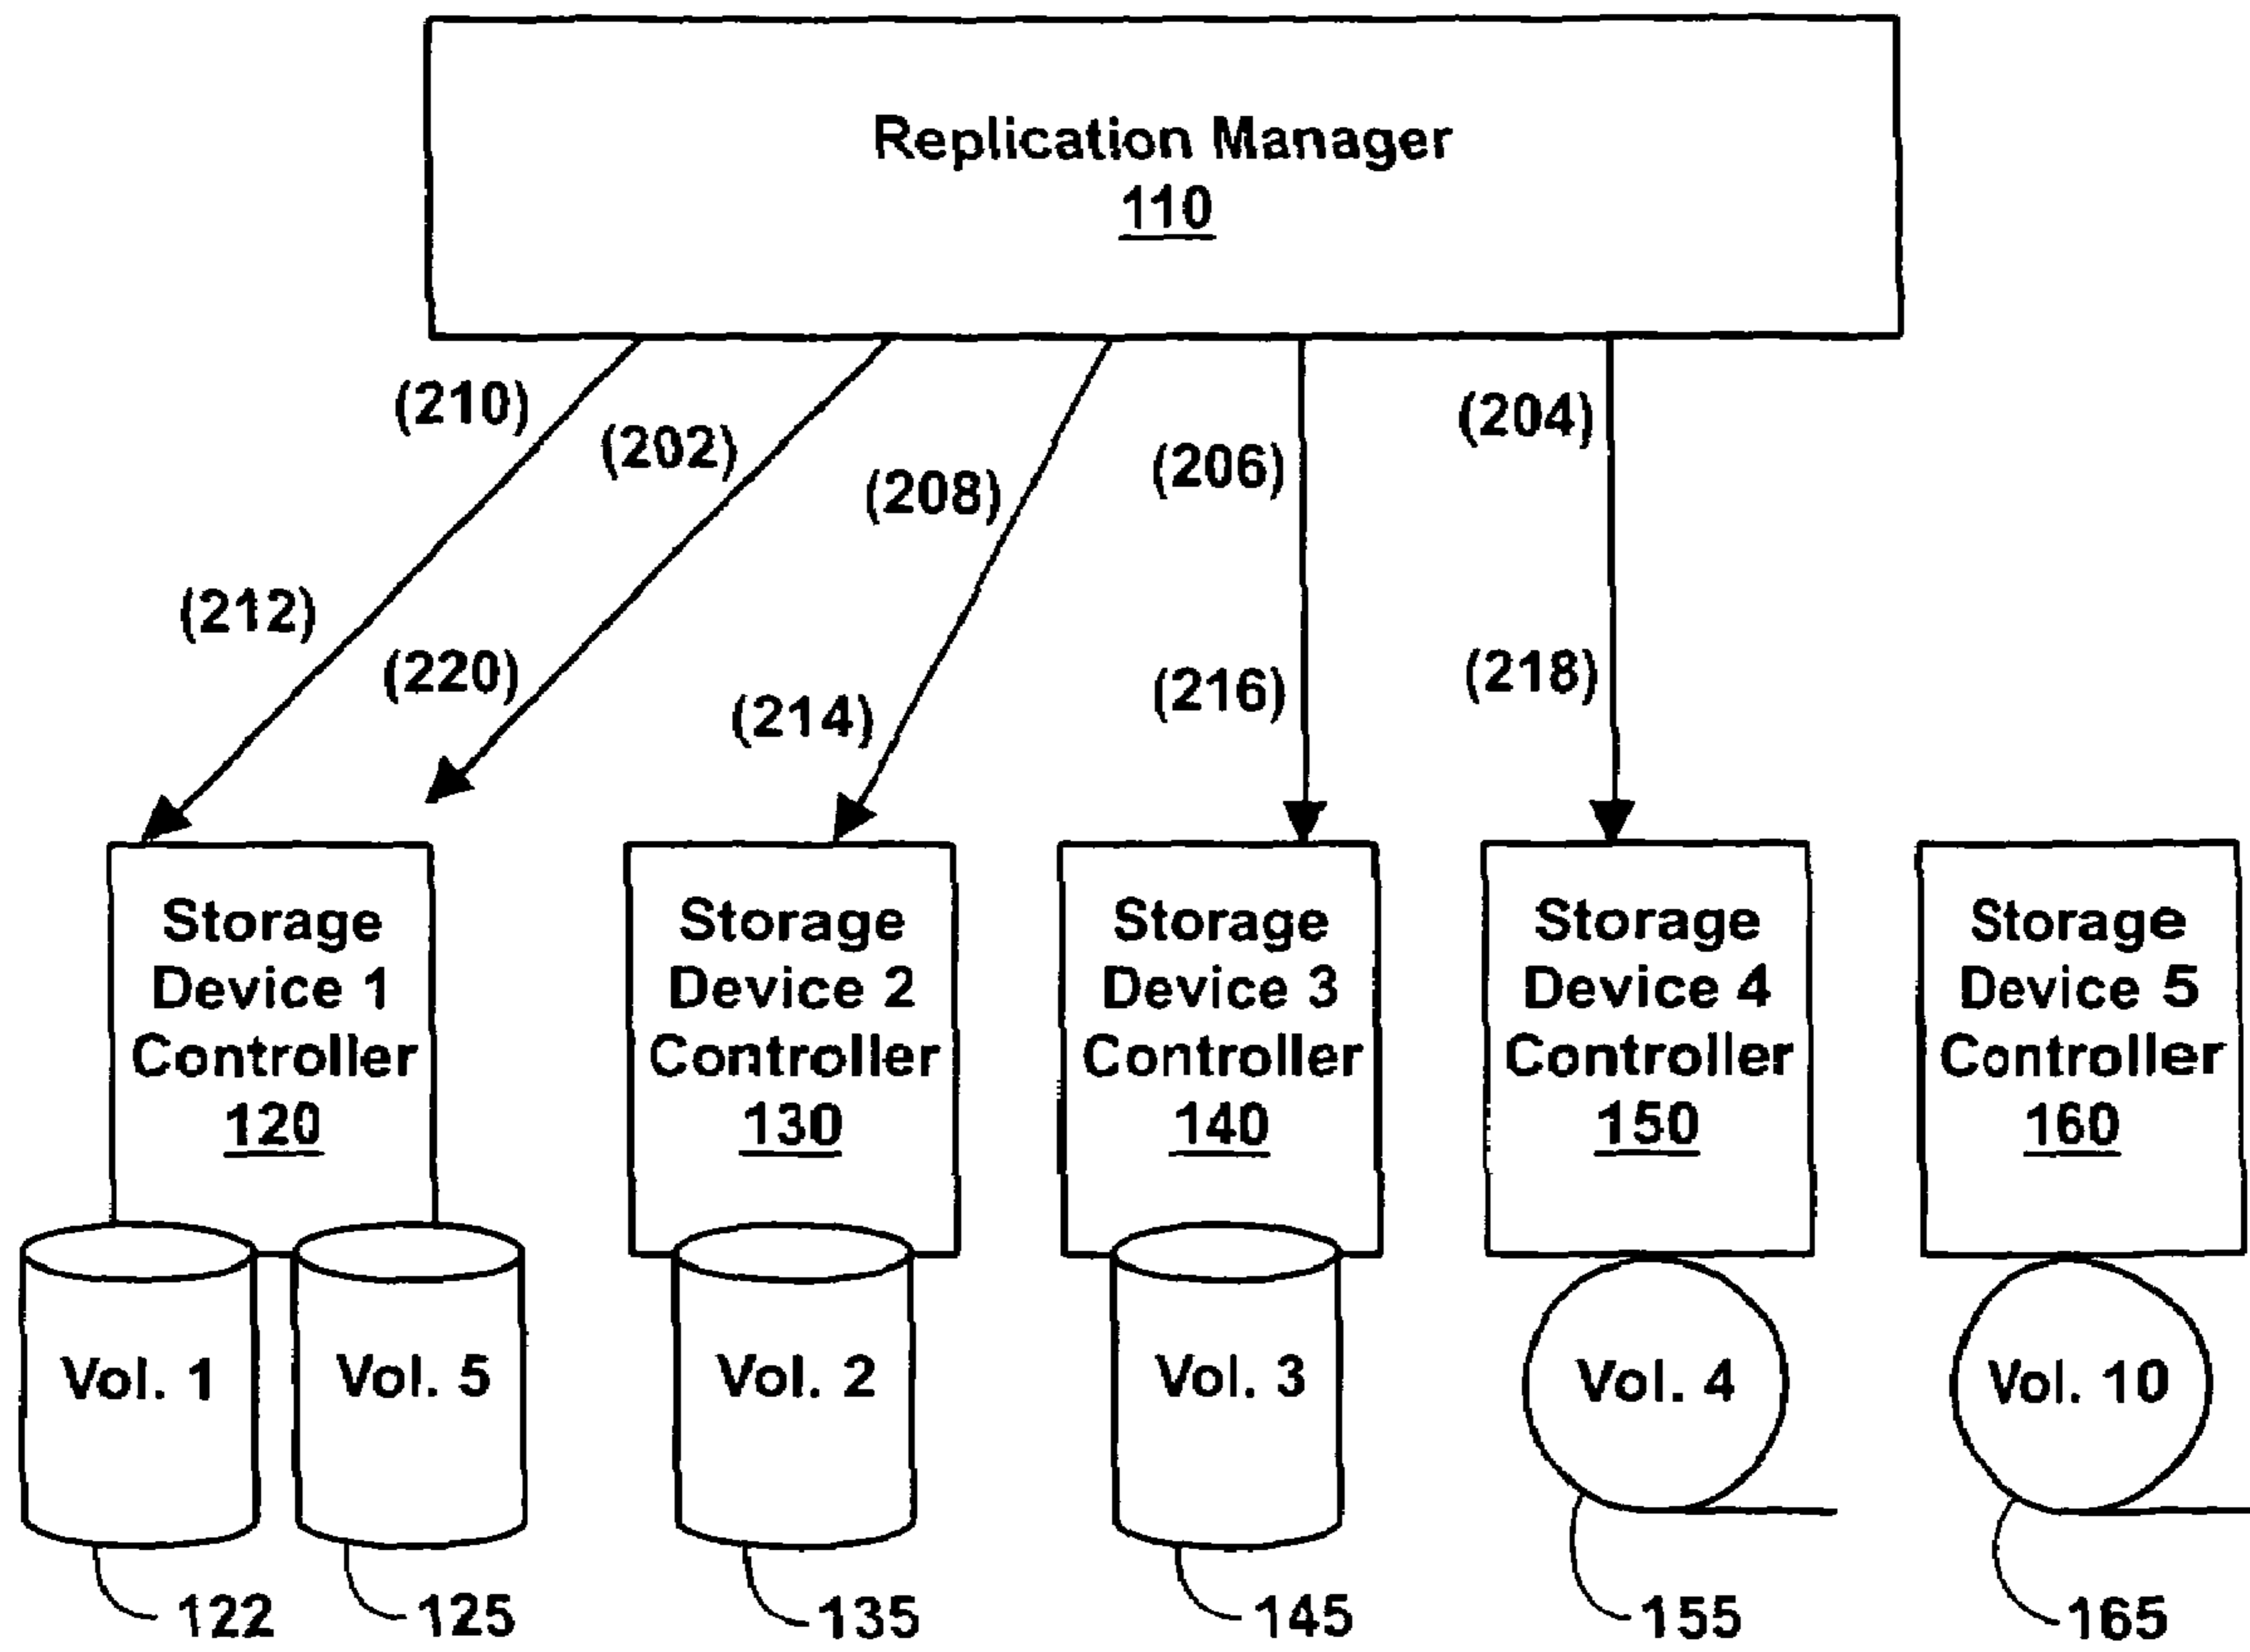 Replication Manager
110
(210)
(202)
(208)
(206)
(204)
(212)
(220)
(214)
(216)
(218)
Storage
Device 1
Controller
120
Storage
Device 2
Controller
130
Storage
Device 3
Controller
140
Storage
Device 4
Controller
150
Storage
Device 5
Controller
160
Vol. 1
Vol. 5
Vol. 2
Vol. 3
Vol. 4
Vol. 10
122
125
135
145
155
165